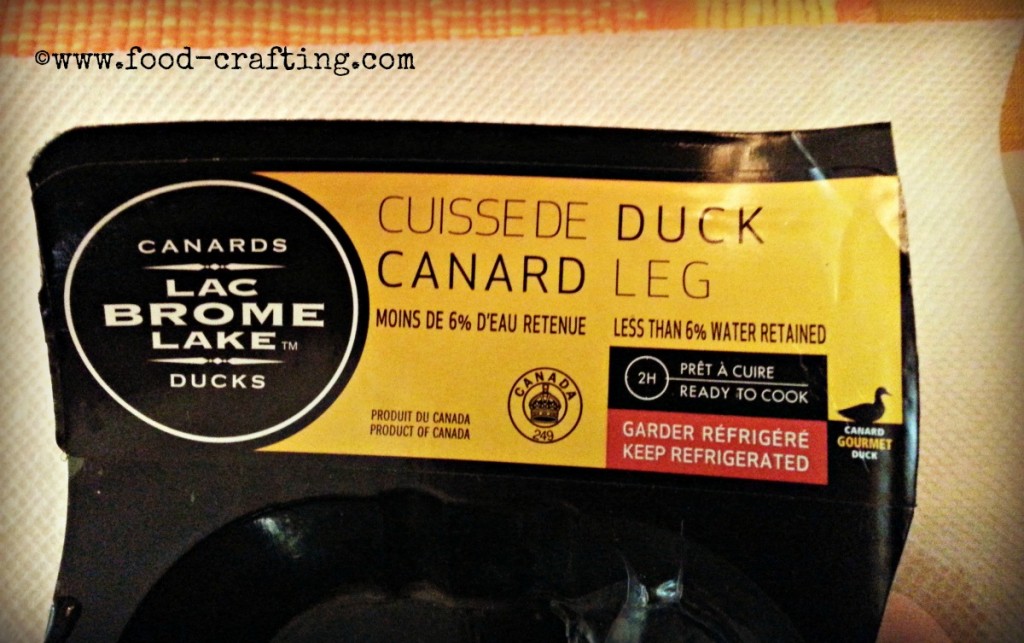 ©www.food-crafting.com
CANARDS
LAC
BROME
LAKE™
DUCKS
CUISSE DE
CANARD
MOINS DE 6% D'EAU RETENUE
DUCK
LEG
LESS THAN 6% WATER RETAINED
PRODUIT DU CANADA
PRODUCT OF CANADA
CANADA
249
2H
PRÊT À CUIRE
READY TO COOK
GARDER RÉFRIGÉRÉ
KEEP REFRIGERATED
CANARD
GOURMET
DUCK